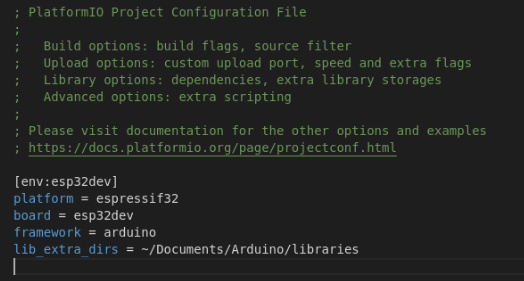 ; PlatformIO Project Configuration File
;
;   Build options: build flags, source filter
;   Upload options: custom upload port, speed and extra flags
;   Library options: dependencies, extra library storages
;   Advanced options: extra scripting
;
; Please visit documentation for the other options and examples
; https://docs.platformio.org/page/projectconf.html

[env:esp32dev]
platform = espressif32
board = esp32dev
framework = arduino
lib_extra_dirs = ~/Documents/Arduino/libraries